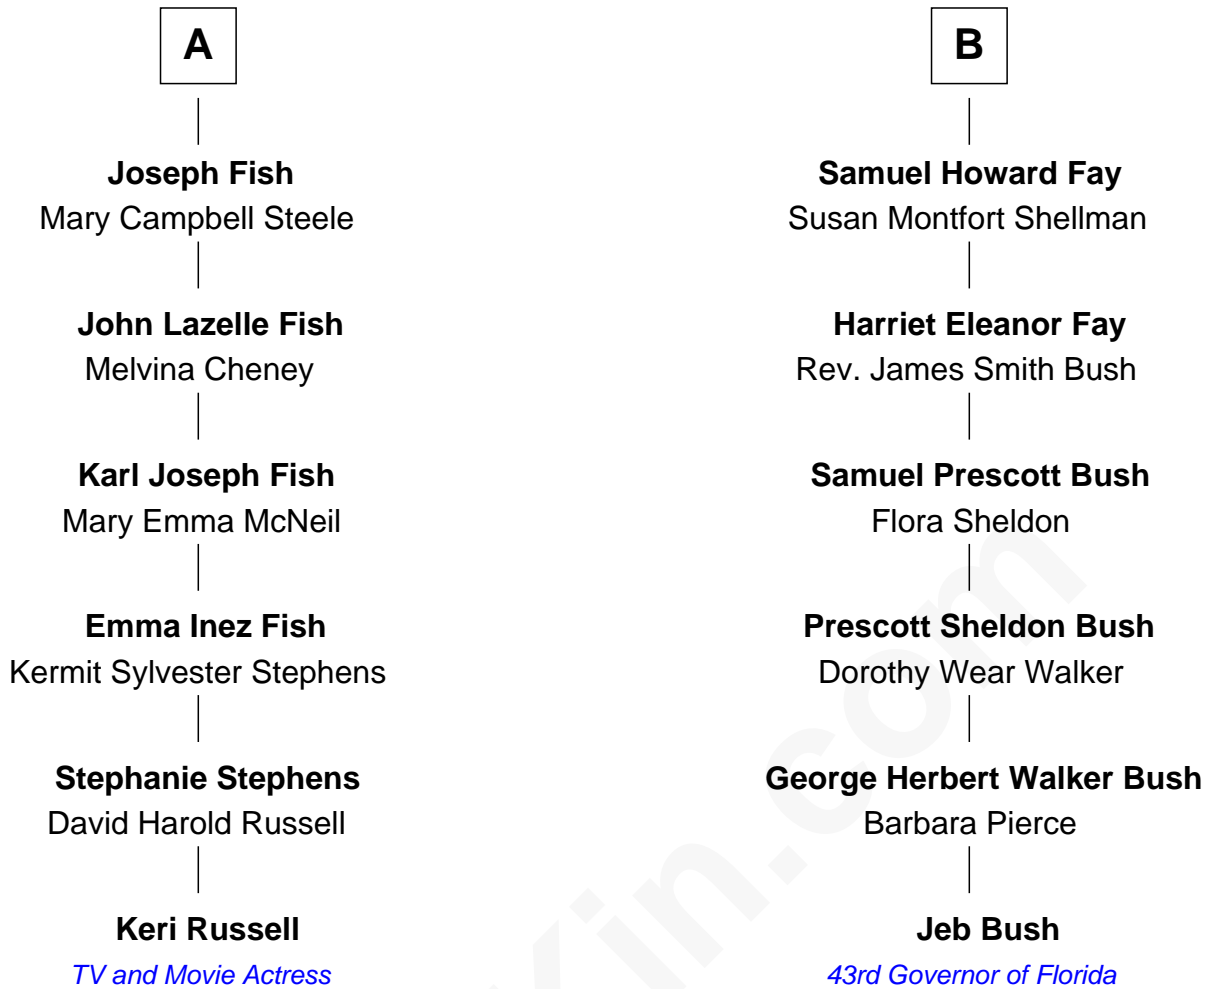 A
B
Joseph Fish
Mary Campbell Steele
Samuel Howard Fay
Susan Montfort Shellman
John Lazelle Fish
Melvina Cheney
Harriet Eleanor Fay
Rev. James Smith Bush
Karl Joseph Fish
Mary Emma McNeil
Samuel Prescott Bush
Flora Sheldon
Emma Inez Fish
Kermit Sylvester Stephens
Prescott Sheldon Bush
Dorothy Wear Walker
Stephanie Stephens
David Harold Russell
George Herbert Walker Bush
Barbara Pierce
Keri Russell
TV and Movie Actress
Jeb Bush
43rd Governor of Florida
Kin.com